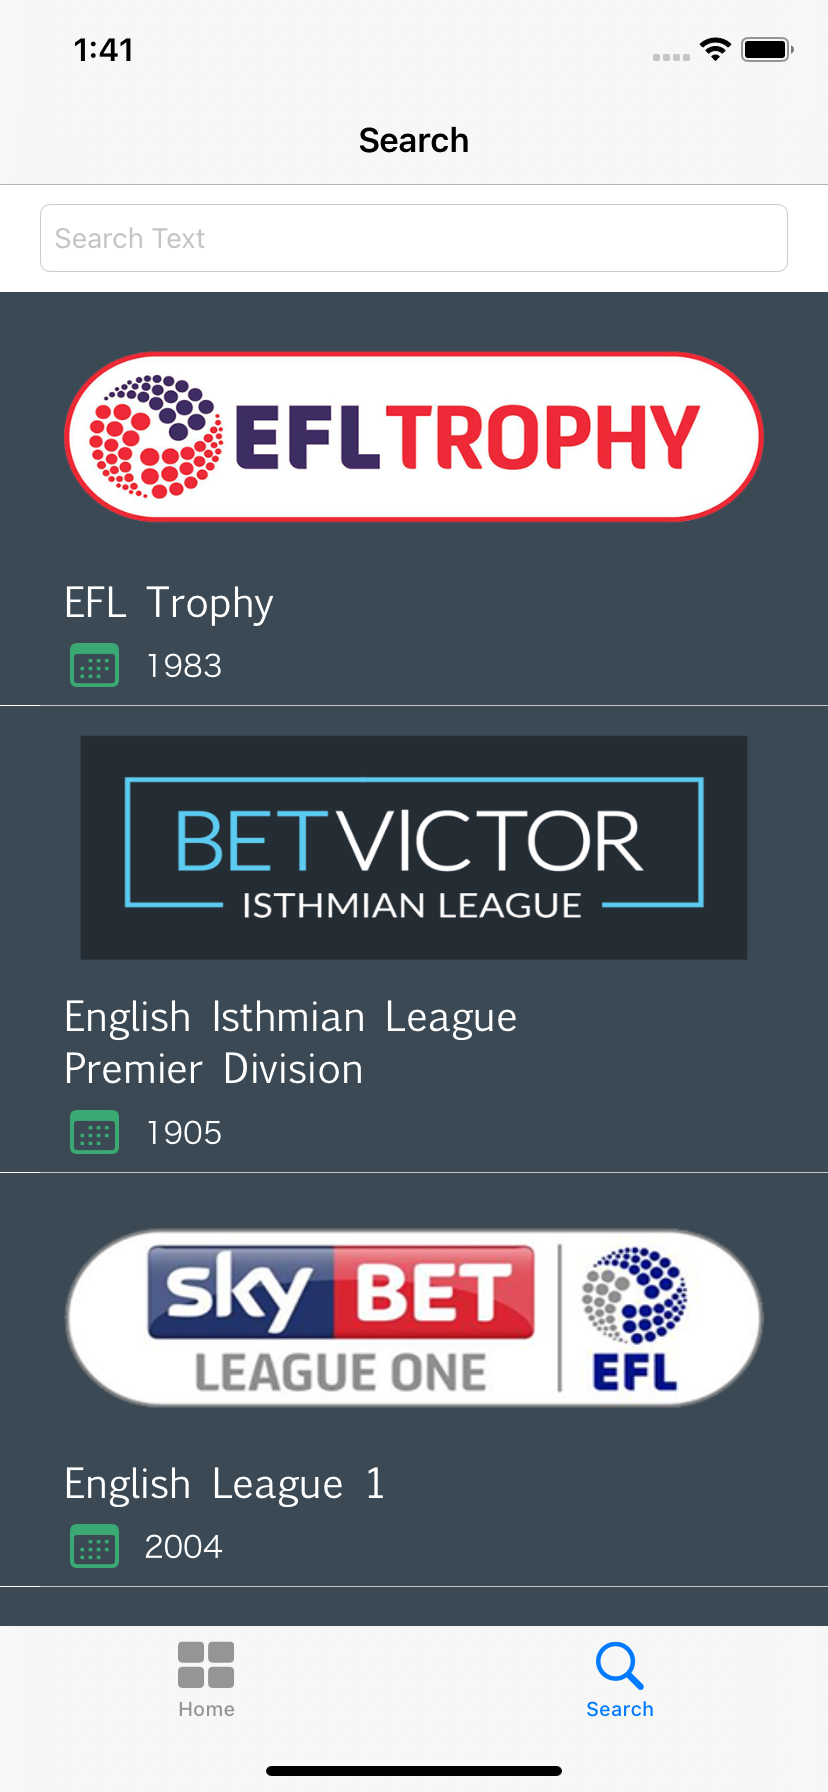 1:41
Search
Search Text
EFL TROPHY
EFL Trophy
1983
BETVICTOR
ISTHMIAN LEAGUE
English Isthmian League
Premier Division
1905
sky BET
LEAGUE ONE
EFL
English League 1
2004
Home
Search